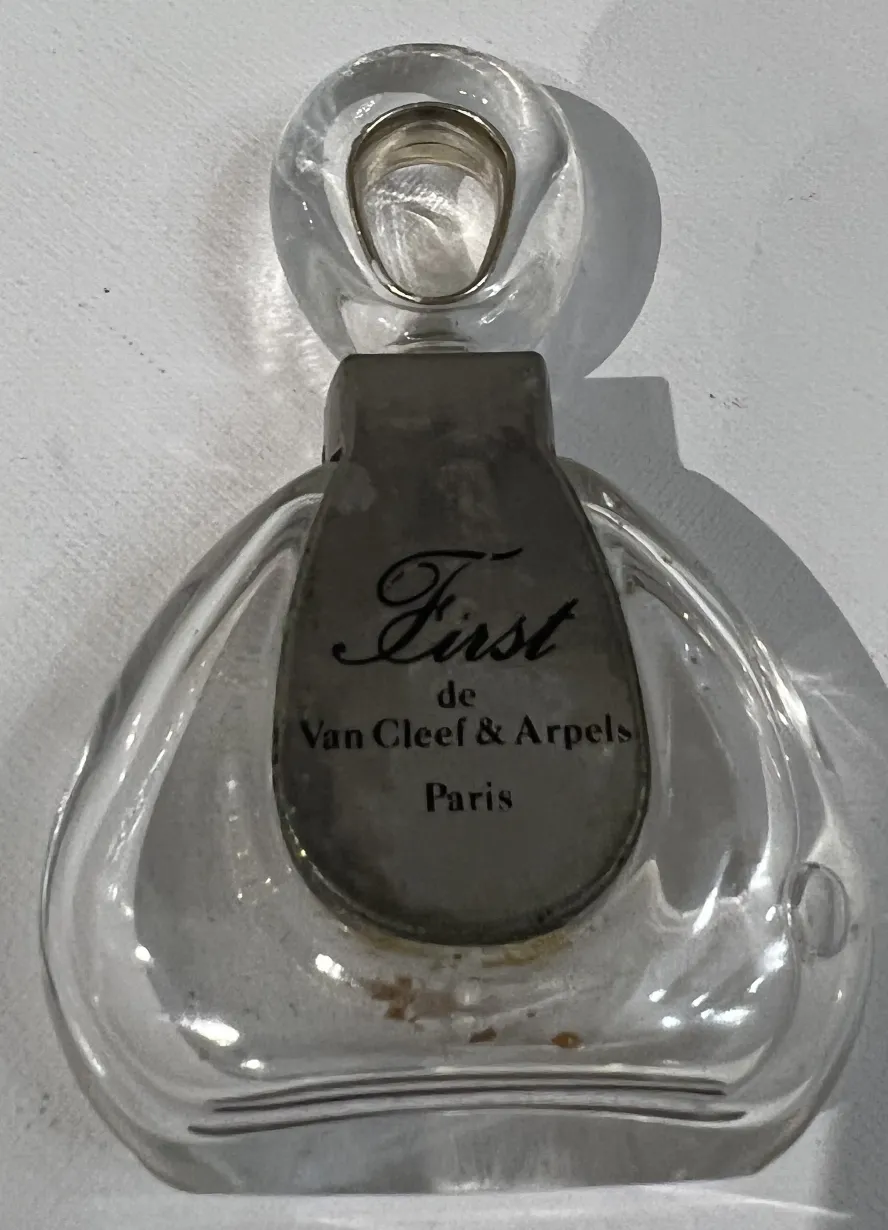 First
de
Van Cleef & Arpels
Paris